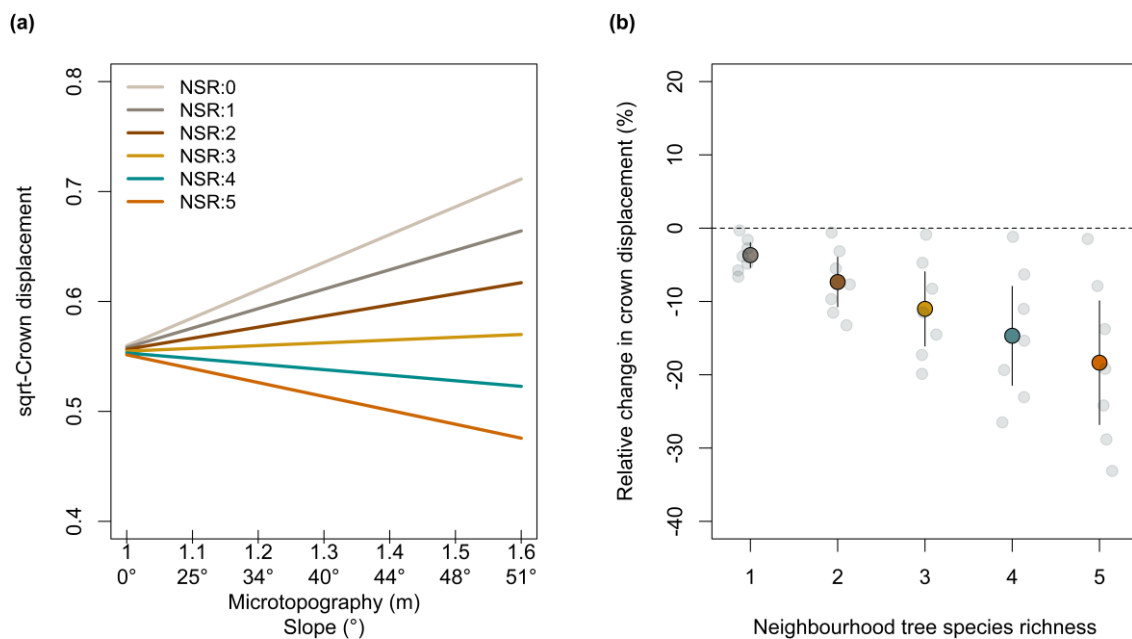 (a)
sqrt-Crown displacement
0.8
0.7
0.6
0.5
0.4
NSR:0
NSR:1
NSR:2
NSR:3
NSR:4
NSR:5
1 1.1 1.2 1.3 1.4 1.5 1.6
0° 25° 34° 40° 44° 48° 51°
Microtopography (m)
Slope (°)
(b)
Relative change in crown displacement (%)
20
10
0
-10
-20
-30
-40
1 2 3 4 5
Neighbourhood tree species richness